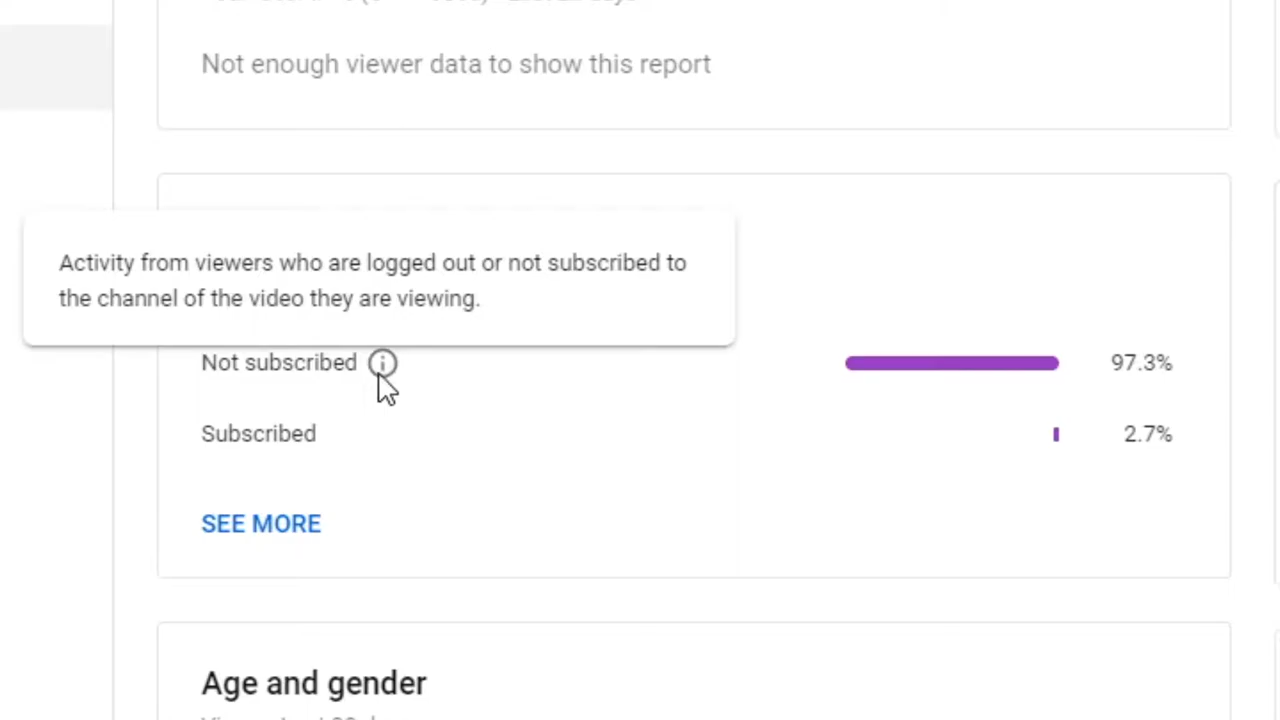 Not enough viewer data to show this report
Activity from viewers who are logged out or not subscribed to
the channel of the video they are viewing.
Not subscribed 97.3%
Subscribed 2.7%
SEE MORE
Age and gender